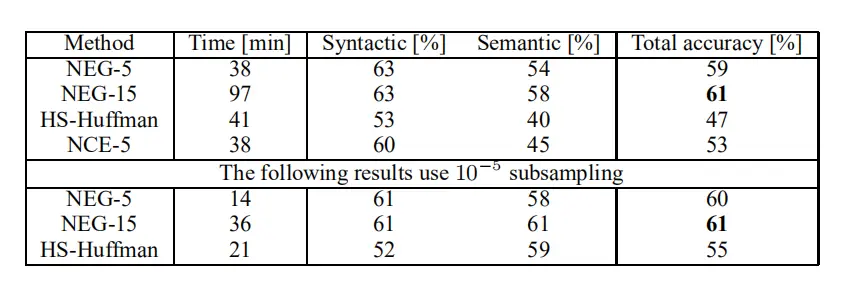 Method Time [min] Syntactic [%] Semantic [%] Total accuracy [%]
NEG-5 38 63 54 59
NEG-15 97 63 58 61
HS-Huffman 41 53 40 47
NCE-5 38 60 45 53
The following results use 10⁻⁵ subsampling
NEG-5 14 61 58 60
NEG-15 36 61 61 61
HS-Huffman 21 52 59 55